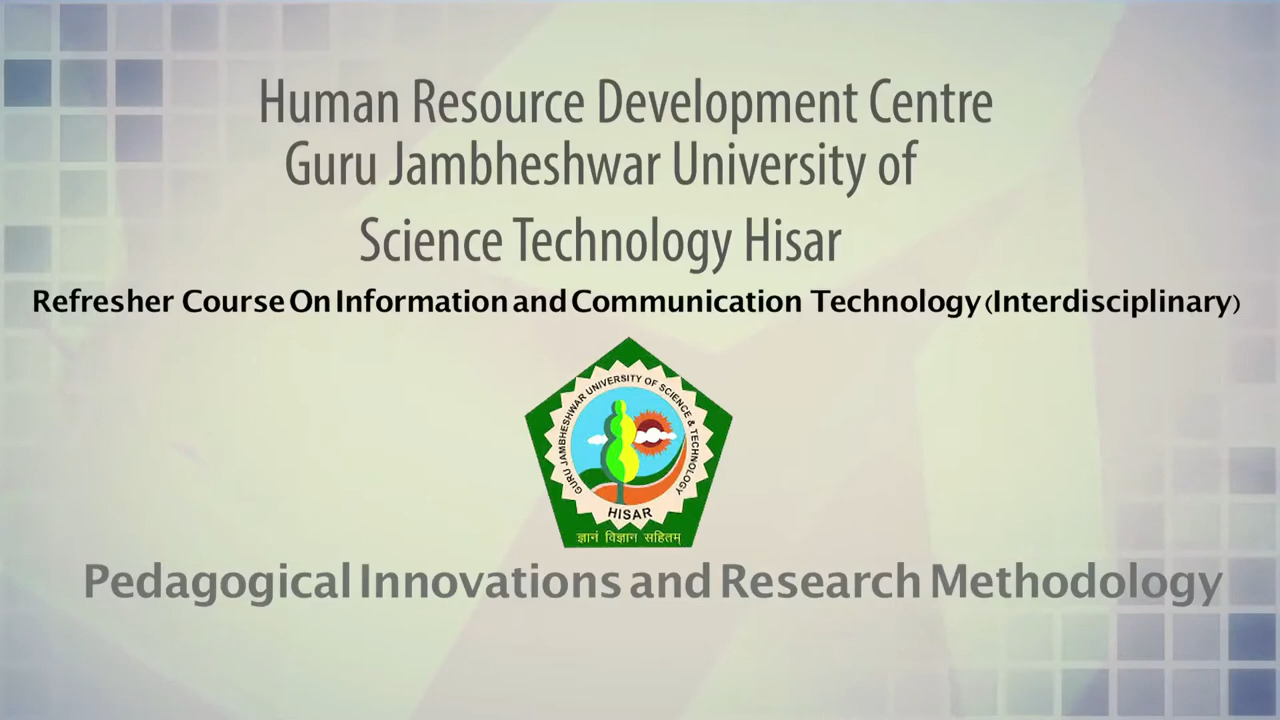 Human Resource Development Centre
Guru Jambheshwar University of
Science Technology Hisar
Refresher Course On Information and Communication Technology (Interdisciplinary)
GURU JAMBHESHWAR UNIVERSITY OF SCIENCE & TECHNOLOGY
HISAR
ज्ञानं विज्ञान सहितम्
Pedagogical Innovations and Research Methodology